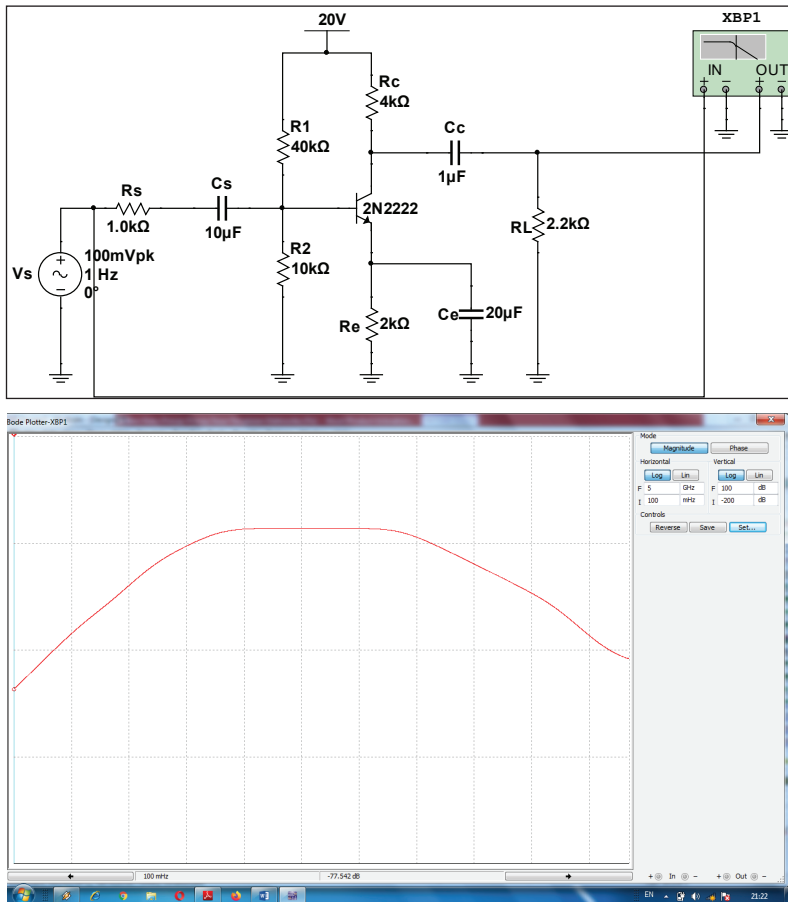 20V
XBP1
IN OUT
+ − + −
Rc
4kΩ
R1
40kΩ
Cc
1µF
Rs
1.0kΩ
Cs
10µF
2N2222
RL 2.2kΩ
R2
10kΩ
Vs
+
100mVpk
1 Hz
0°
−
Re 2kΩ
Ce 20µF
Bode Plotter-XBP1
Mode
Magnitude Phase
Horizontal Vertical
Log Lin Log Lin
F 5 GHz F 100 dB
I 100 mHz I -200 dB
Controls
Reverse Save Set...
100 mHz -77.542 dB
+ In − + Out −
EN 21:22